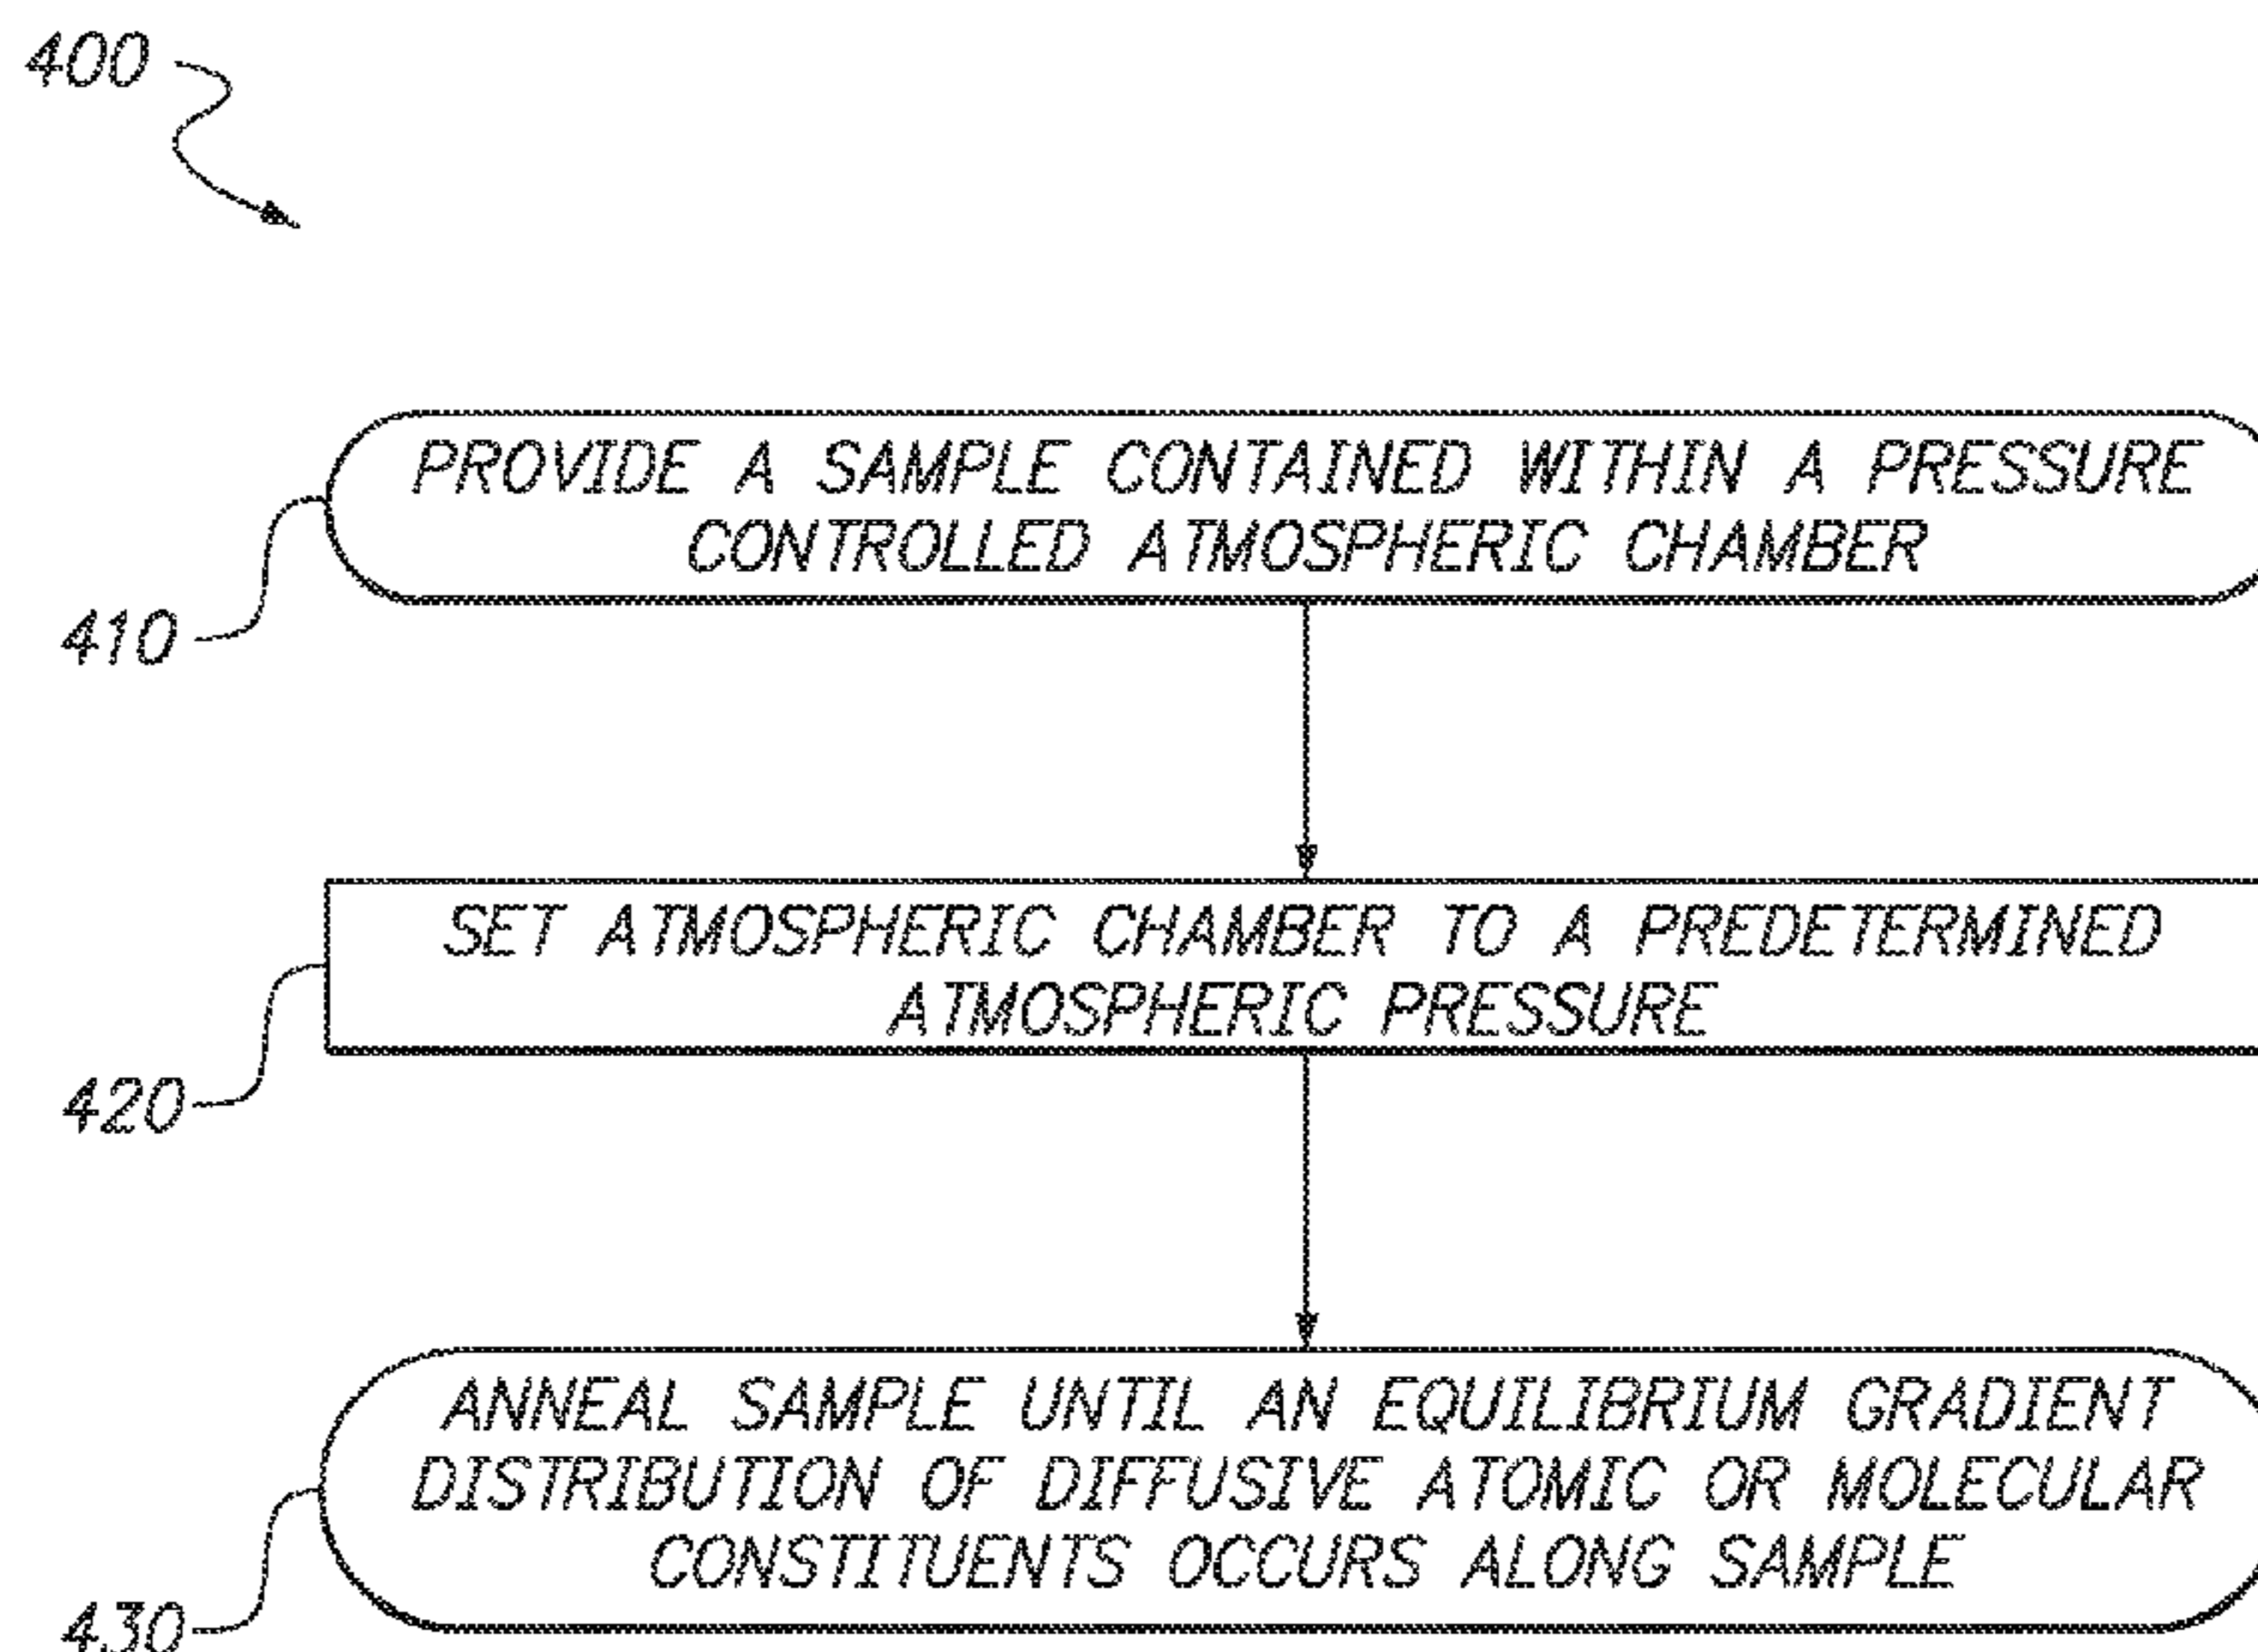 400
PROVIDE A SAMPLE CONTAINED WITHIN A PRESSURE
CONTROLLED ATMOSPHERIC CHAMBER
410
SET ATMOSPHERIC CHAMBER TO A PREDETERMINED
ATMOSPHERIC PRESSURE
420
ANNEAL SAMPLE UNTIL AN EQUILIBRIUM GRADIENT
DISTRIBUTION OF DIFFUSIVE ATOMIC OR MOLECULAR
CONSTITUENTS OCCURS ALONG SAMPLE
430